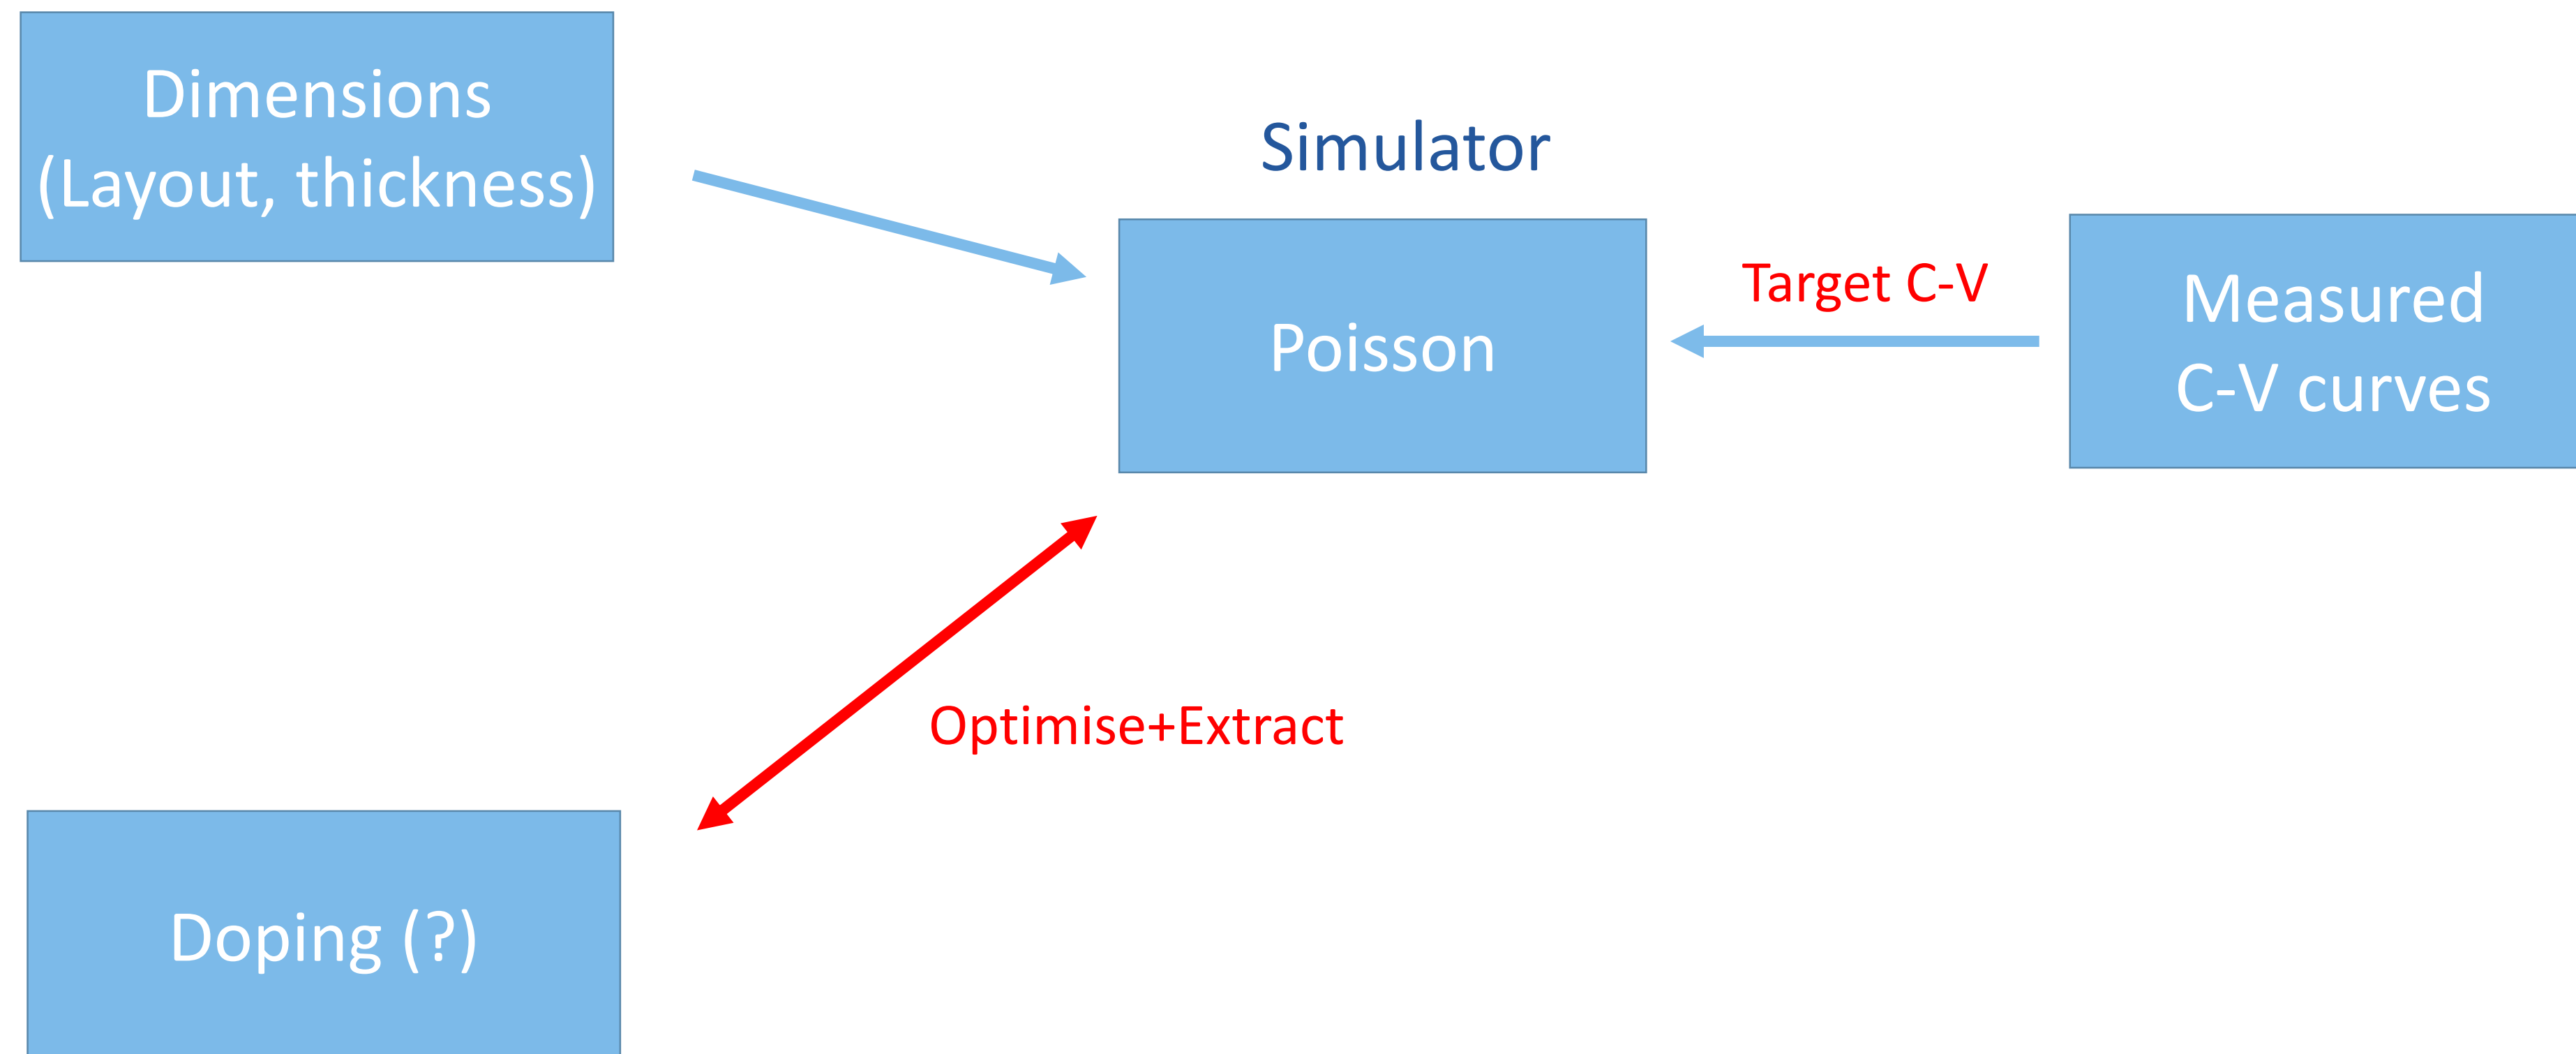 Dimensions
(Layout, thickness)
Simulator
Poisson
Target C-V
Measured
C-V curves
Optimise+Extract
Doping (?)